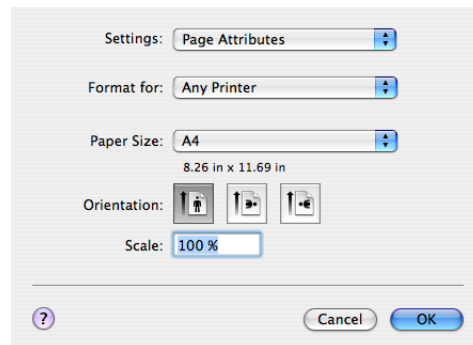 Settings: Page Attributes
Format for: Any Printer
Paper Size: A4
8.26 in x 11.69 in
Orientation:
Scale: 100 %
? Cancel OK